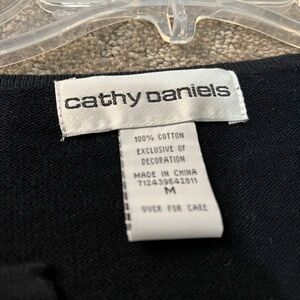 cathy Daniels
100% COTTON
EXCLUSIVE OF
DECORATION
MADE IN CHINA
712439642811
M
OVER FOR CARE